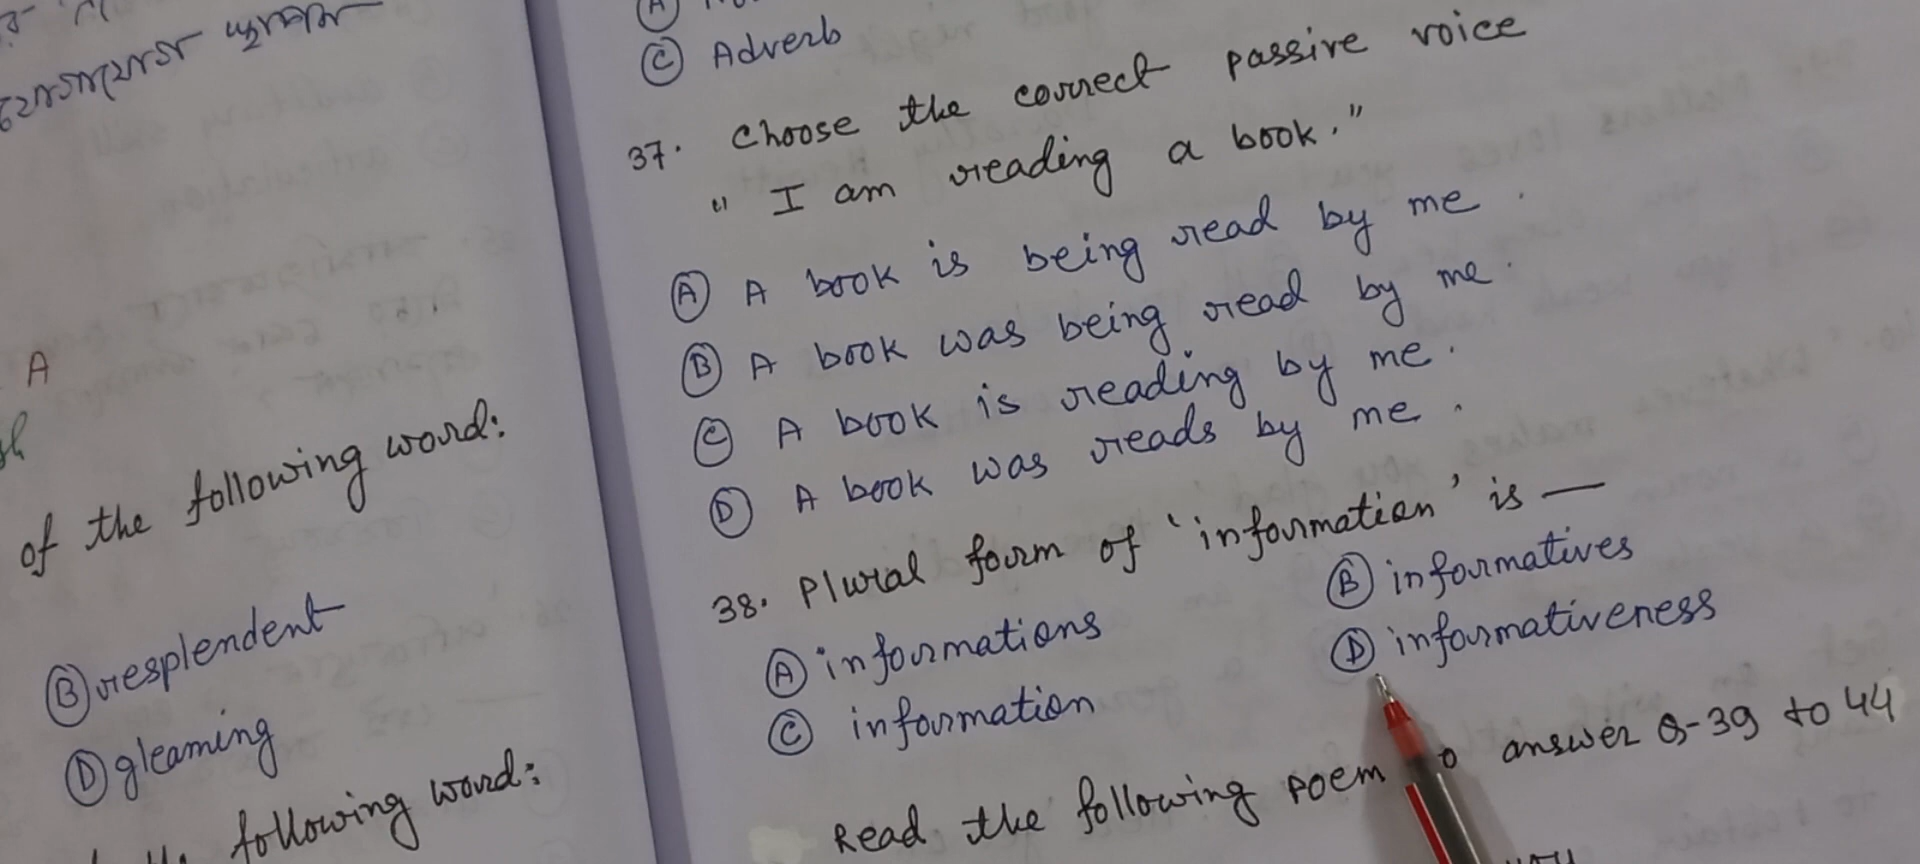 A
of the following word:
Ⓑ resplendent
Ⓓ gleaming
following word:
Ⓐ
Ⓒ Adverb
37. Choose the correct passive voice
" I am reading a book."
Ⓐ A book is being read by me.
Ⓑ A book was being read by me.
Ⓒ A book is reading by me.
Ⓓ A book was reads by me.
38. Plural form of 'information' is —
Ⓐ informations Ⓑ informatives
Ⓒ information Ⓓ informativeness
Read the following poem answer Q-39 to 44